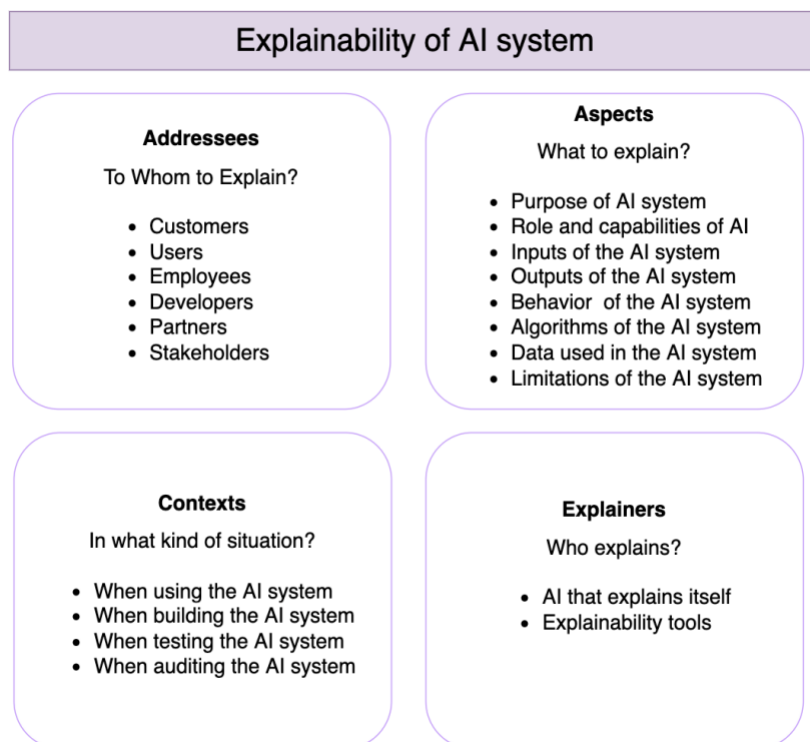 Explainability of AI system
Addressees
To Whom to Explain?
• Customers
• Users
• Employees
• Developers
• Partners
• Stakeholders
Aspects
What to explain?
• Purpose of AI system
• Role and capabilities of AI
• Inputs of the AI system
• Outputs of the AI system
• Behavior  of the AI system
• Algorithms of the AI system
• Data used in the AI system
• Limitations of the AI system
Contexts
In what kind of situation?
• When using the AI system
• When building the AI system
• When testing the AI system
• When auditing the AI system
Explainers
Who explains?
• AI that explains itself
• Explainability tools